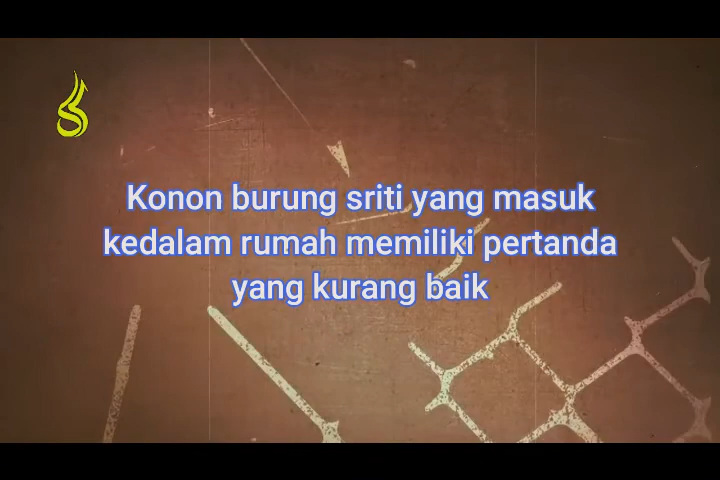 Konon burung sriti yang masuk
kedalam rumah memiliki pertanda
yang kurang baik